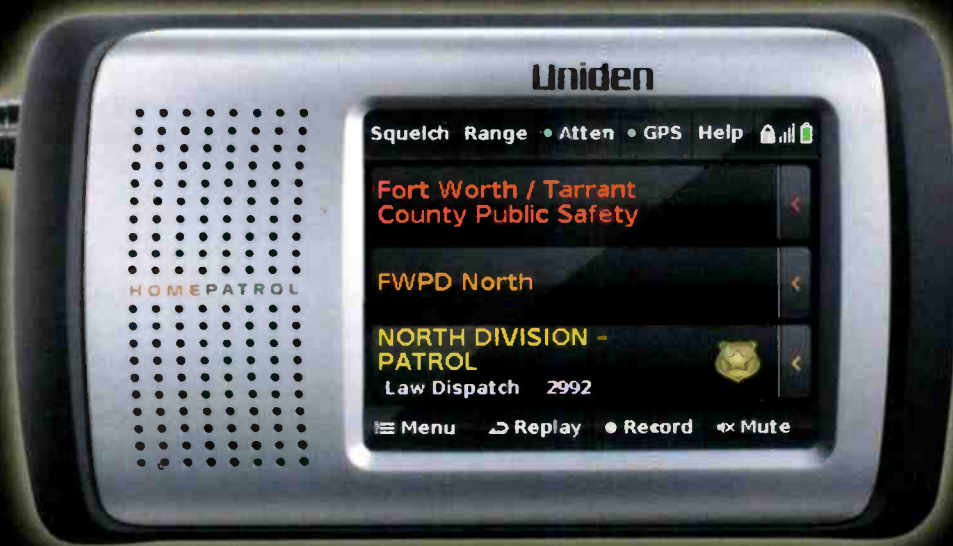 Uniden
Squelch Range • Atten • GPS Help
Fort Worth / Tarrant
County Public Safety
HOMEPATROL
FWPD North
NORTH DIVISION -
PATROL
Law Dispatch 2992
Menu Replay • Record Mute